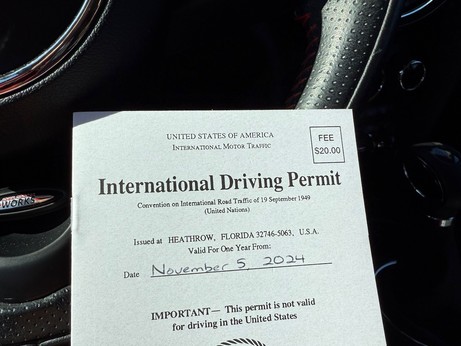 UNITED STATES OF AMERICA
INTERNATIONAL MOTOR TRAFFIC
FEE
$20.00
International Driving Permit
Convention on International Road Traffic of 19 September 1949
(United Nations)
Issued at HEATHROW, FLORIDA 32746-5063, U.S.A.
Valid For One Year From:
Date November 5, 2024
IMPORTANT— This permit is not valid
for driving in the United States
WORKS